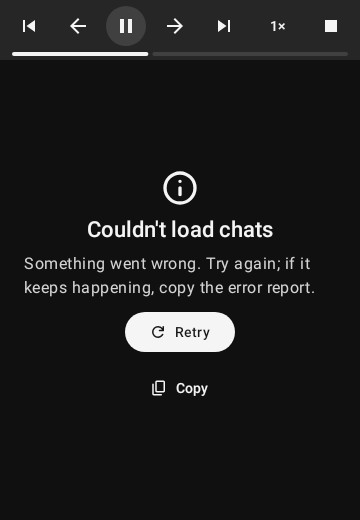 1×
Couldn't load chats
Something went wrong. Try again; if it
keeps happening, copy the error report.
Retry
Copy